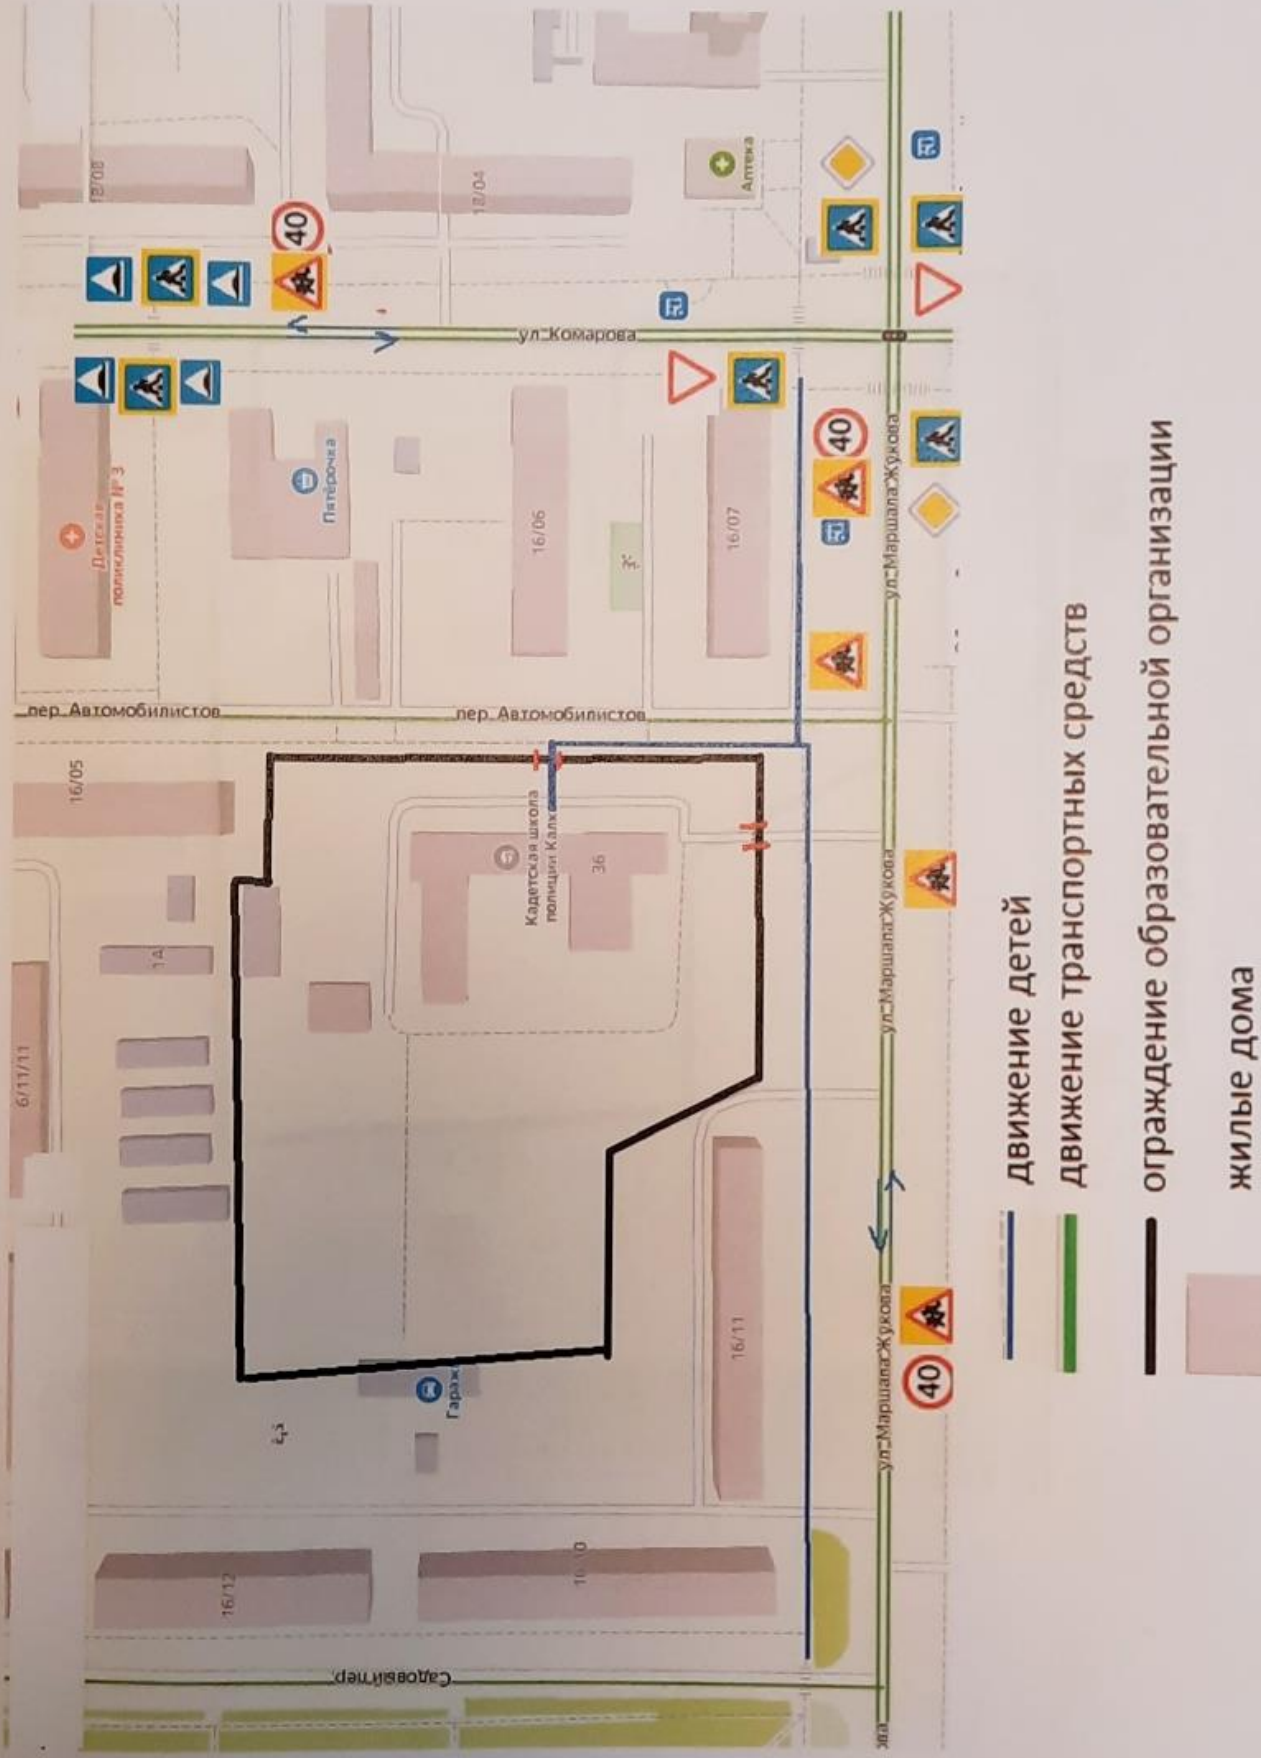 6/11/11
16/05
18/08
Детская
поликлиника № 3
1А
пер. Автомобилистов
16/12
40
Пятёрочка
Садовый пер.
Гараж
18/04
Кадетская школа
полиции Калк
16/06
пер. Автомобилистов
ул. Комарова
36
16/07
16/11
Аптека
40
ова
ул. Маршала Жукова
ул. Маршала Жукова
ул. Маршала Жукова
40
движение детей
движение транспортных средств
ограждение образовательной организации
жилые дома